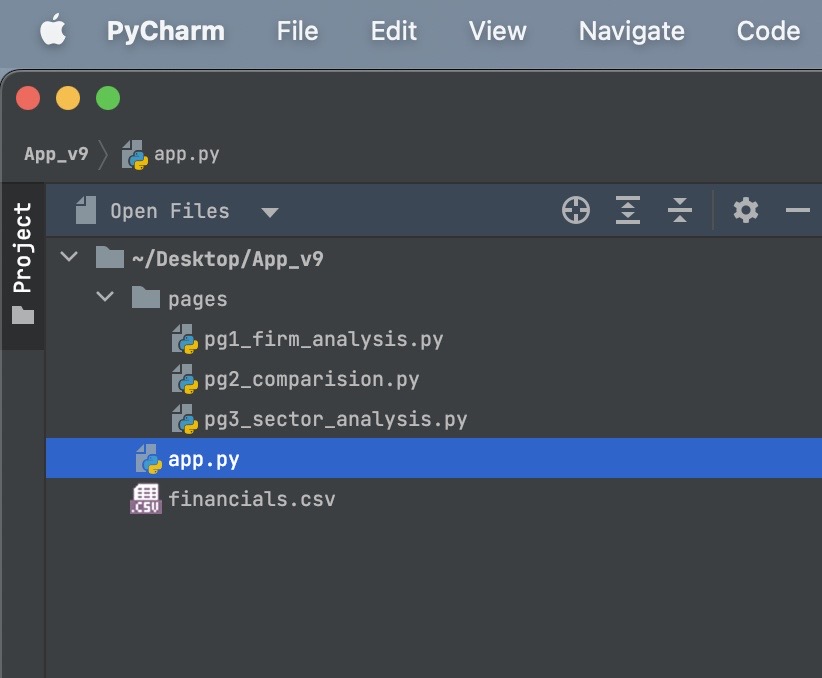 PyCharm File Edit View Navigate Code
App_v9 app.py
Project
Open Files
~/Desktop/App_v9
pages
pg1_firm_analysis.py
pg2_comparision.py
pg3_sector_analysis.py
app.py
.CSV financials.csv